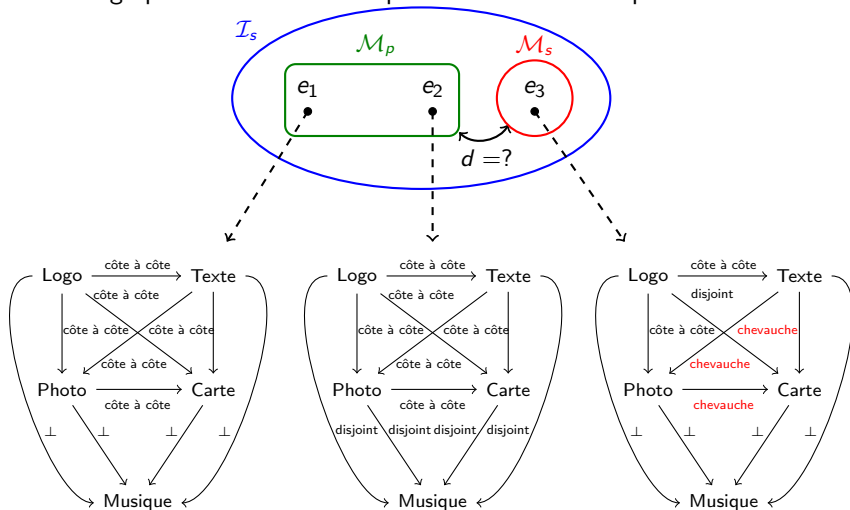 ℐₛ
ℳₚ ℳₛ
e₁ e₂ e₃
d =?
Logo côte à côte Texte
côte à côte
côte à côte côte à côte
côte à côte
Photo côte à côte Carte
⊥ ⊥ ⊥ ⊥
Musique
Logo côte à côte Texte
côte à côte
côte à côte côte à côte
côte à côte
Photo côte à côte Carte
disjoint disjoint disjoint disjoint
Musique
Logo côte à côte Texte
disjoint
côte à côte chevauche
chevauche
Photo chevauche Carte
⊥ ⊥ ⊥ ⊥
Musique